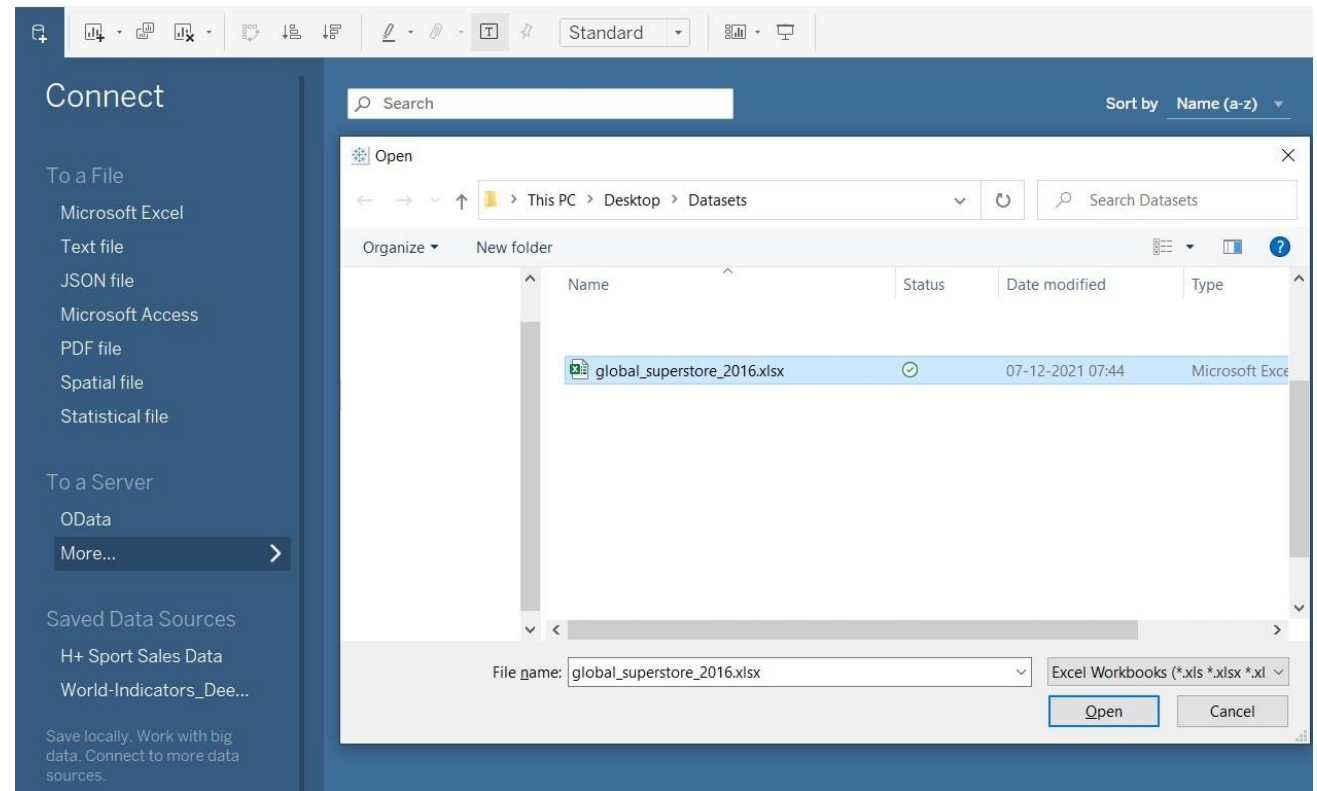 Standard
Connect
Search
Sort by Name (a-z)
Open
To a File
This PC > Desktop > Datasets
Search Datasets
Microsoft Excel
Organize
New folder
Text file
JSON file
Name
Status
Date modified
Type
Microsoft Access
PDF file
global_superstore_2016.xlsx
07-12-2021 07:44
Microsoft Exce
Spatial file
Statistical file
To a Server
OData
More...
Saved Data Sources
H+ Sport Sales Data
World-Indicators_Dee...
File name: global_superstore_2016.xlsx
Excel Workbooks (*.xls *.xlsx *.xl
Open
Cancel
Save locally. Work with big
data. Connect to more data
sources.